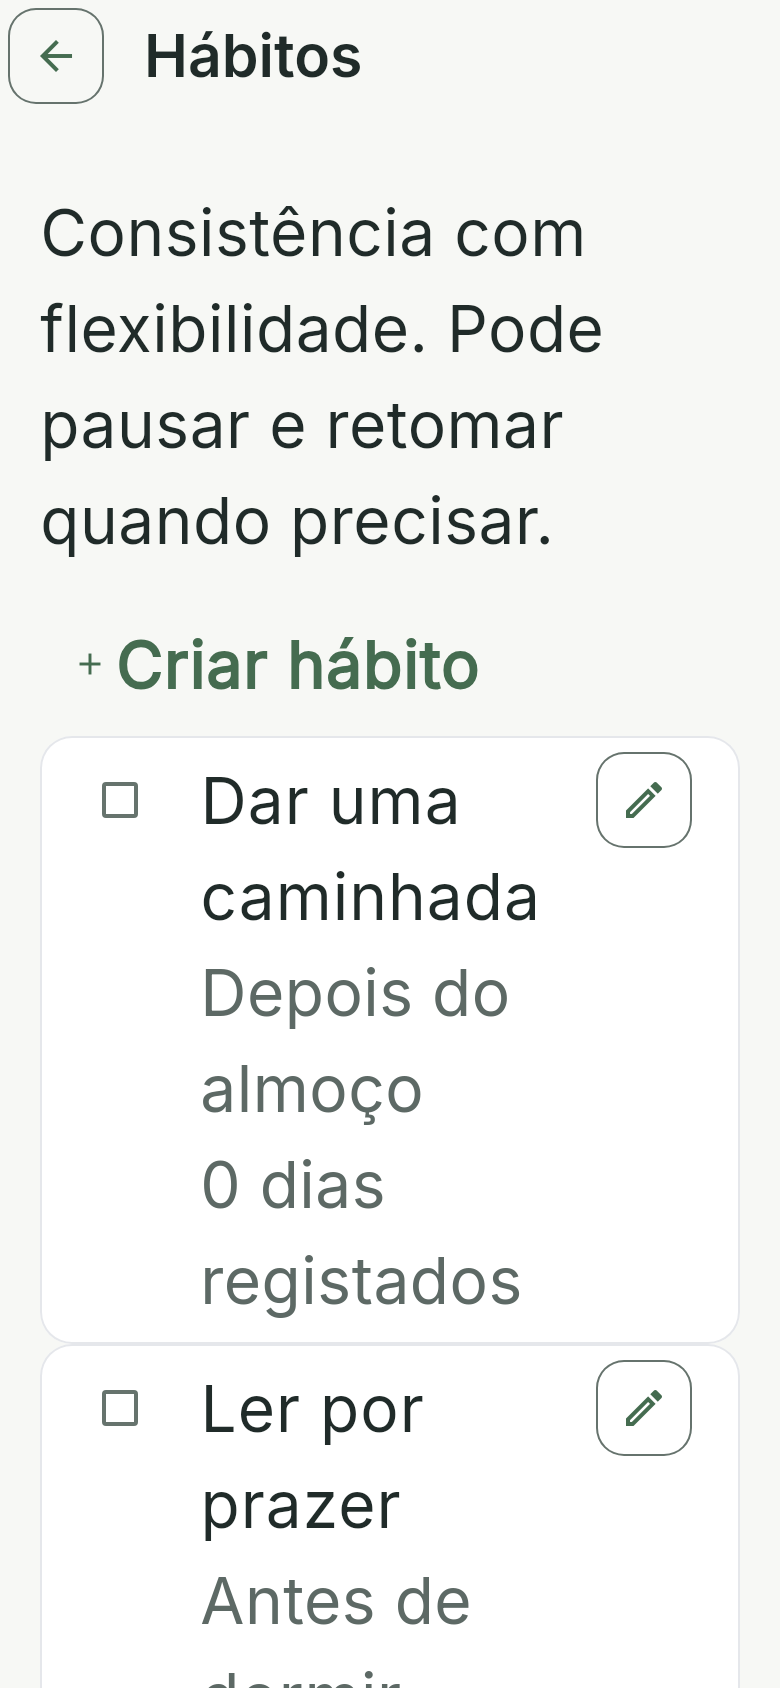 Hábitos
Consistência com
flexibilidade. Pode
pausar e retomar
quando precisar.
+ Criar hábito
Dar uma
caminhada
Depois do
almoço
0 dias
registados
Ler por
prazer
Antes de
dormir